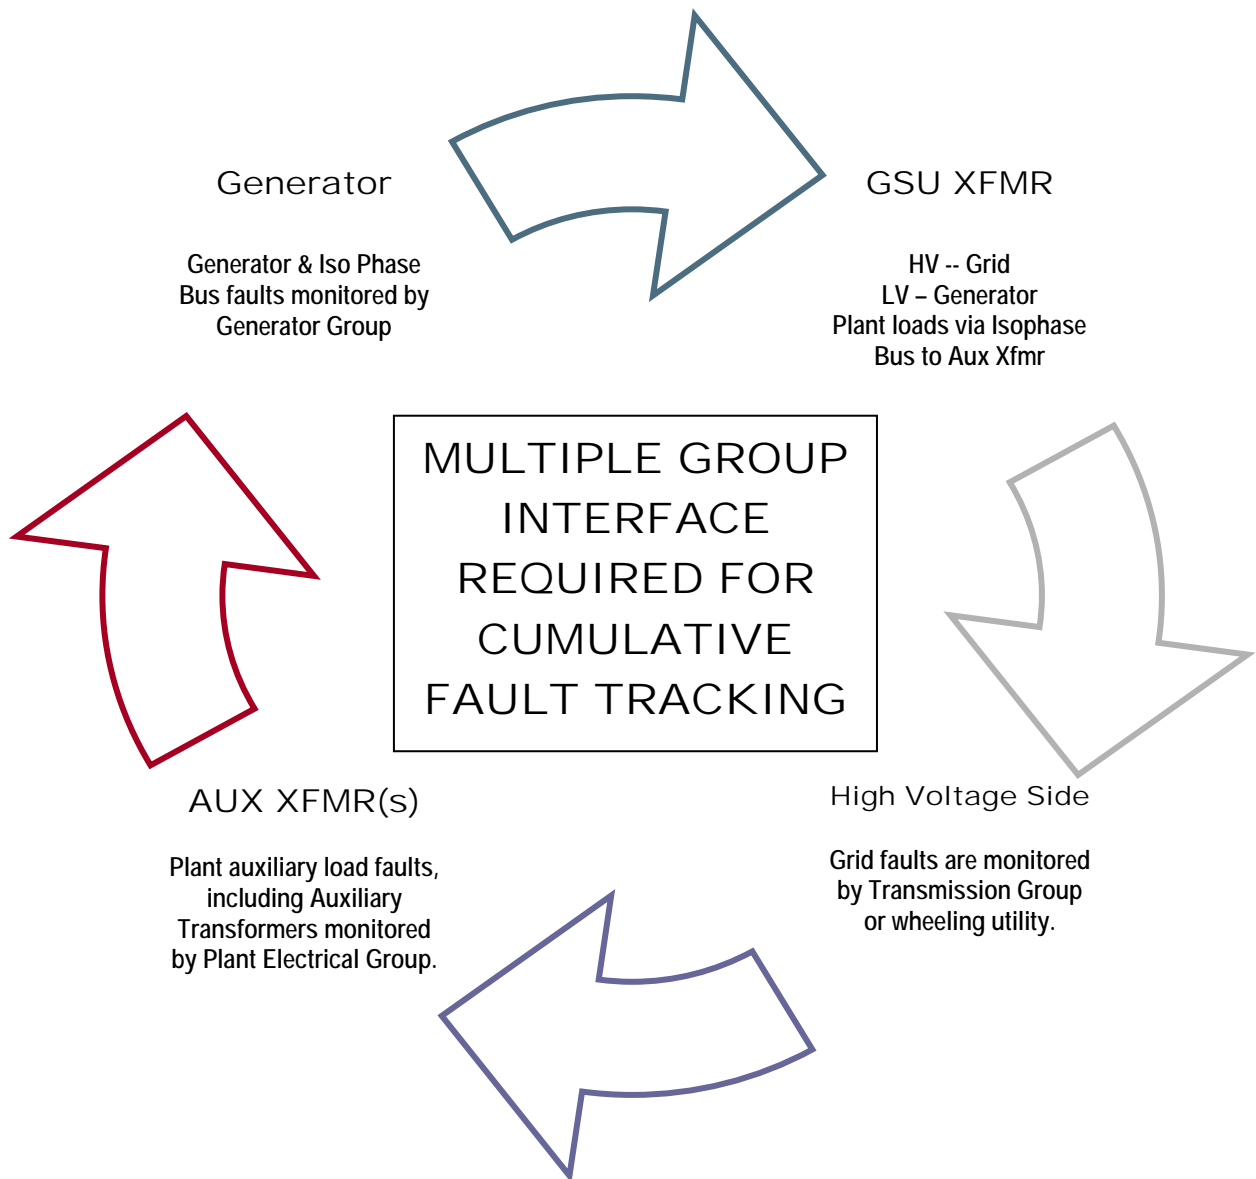 Generator
Generator & Iso Phase
Bus faults monitored by
Generator Group
GSU XFMR
HV -- Grid
LV – Generator
Plant loads via Isophase
Bus to Aux Xfmr
MULTIPLE GROUP
INTERFACE
REQUIRED FOR
CUMULATIVE
FAULT TRACKING
AUX XFMR(s)
Plant auxiliary load faults,
including Auxiliary
Transformers monitored
by Plant Electrical Group.
High Voltage Side
Grid faults are monitored
by Transmission Group
or wheeling utility.